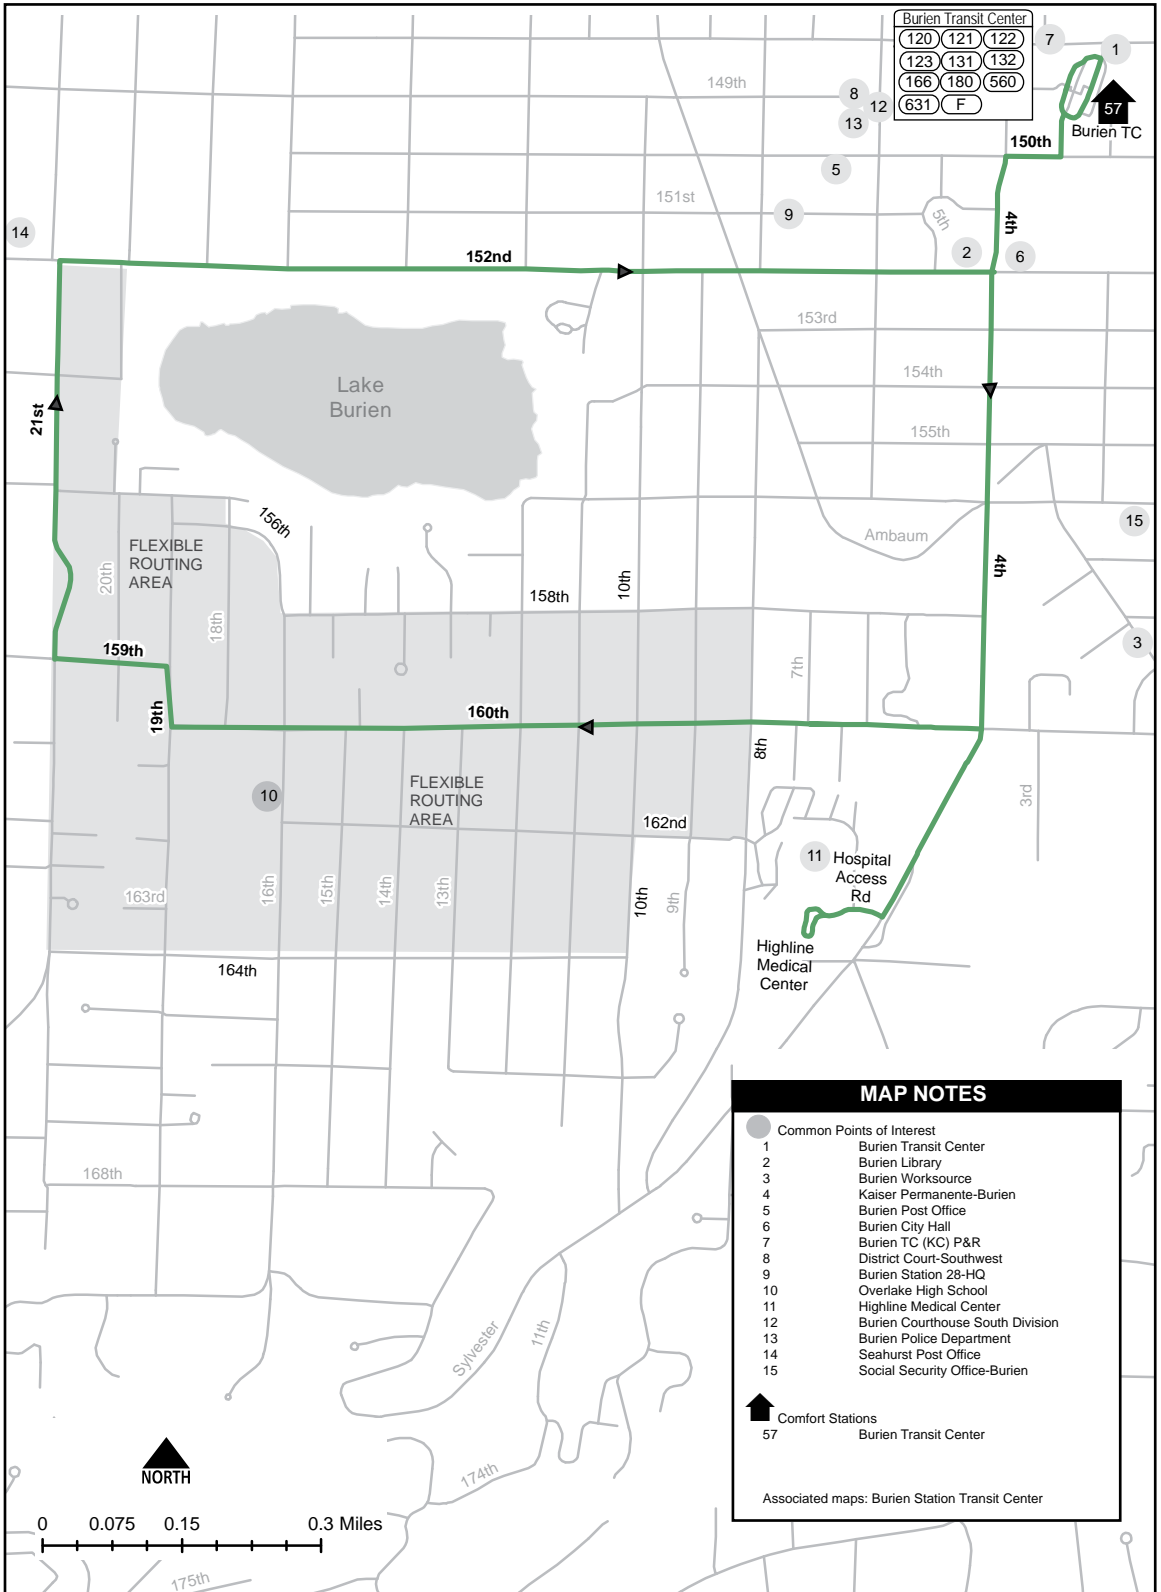 Burien Transit Center
120 121 122
123 131 132
166 180 560
631 F
7
1
149th
8
12
13
57
Burien TC
150th
5
151st
9
5th
4th
14
2
6
152nd
153rd
Lake
Burien
154th
21st
155th
156th
15
Ambaum
FLEXIBLE
ROUTING
AREA
20th
4th
10th
158th
18th
3
159th
7th
19th
160th
8th
FLEXIBLE
ROUTING
AREA
10
3rd
162nd
11
Hospital
Access
Rd
163rd
16th
15th
14th
13th
10th
9th
Highline
Medical
Center
164th
168th
Sylvester
11th
174th
175th
MAP NOTES
Common Points of Interest
1 Burien Transit Center
2 Burien Library
3 Burien Worksource
4 Kaiser Permanente-Burien
5 Burien Post Office
6 Burien City Hall
7 Burien TC (KC) P&R
8 District Court-Southwest
9 Burien Station 28-HQ
10 Overlake High School
11 Highline Medical Center
12 Burien Courthouse South Division
13 Burien Police Department
14 Seahurst Post Office
15 Social Security Office-Burien
Comfort Stations
57 Burien Transit Center
Associated maps: Burien Station Transit Center
NORTH
0 0.075 0.15 0.3 Miles